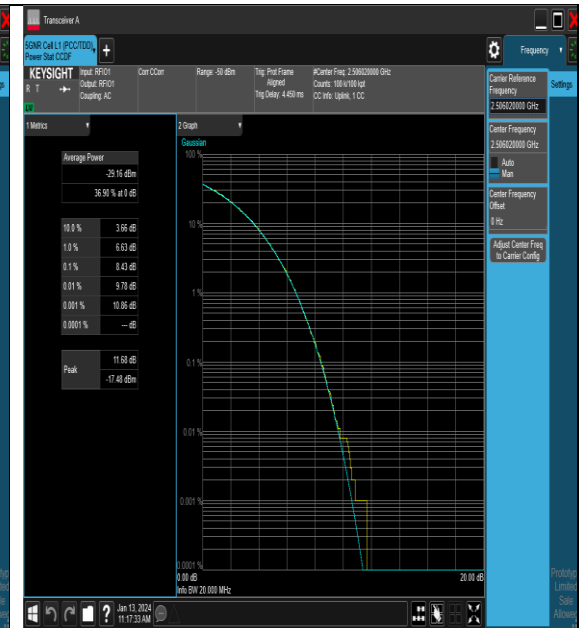 Transceiver A
5GNR Cell L1 (PCC/TDD),
Power Stat CCDF
+
Frequency
KEYSIGHT
R T
LXI
Input: RFIO1
Output: RFIO1
Coupling: AC
Corr CCorr
Range: -50 dBm
Trig: Prot Frame
Aligned
Trig Delay: 4.450 ms
#Center Freq: 2.506020000 GHz
Counts: 100 k/100 kpt
CC Info: Uplink, 1 CC
Carrier Reference
Frequency
2.506020000 GHz
Settings
Center Frequency
2.506020000 GHz
Auto
Man
Center Frequency
Offset
0 Hz
Adjust Center Freq
to Carrier Config
1 Metrics
Average Power
-29.16 dBm
36.90 % at 0 dB
10.0 % 3.66 dB
1.0 % 6.63 dB
0.1 % 8.43 dB
0.01 % 9.78 dB
0.001 % 10.86 dB
0.0001 % --- dB
Peak
11.68 dB
-17.48 dBm
2 Graph
Gaussian
100 %
10 %
1 %
0.1 %
0.01 %
0.001 %
0.0001 %
0.00 dB
20.00 dB
Info BW 20.000 MHz
Jan 13, 2024
11:17:33 AM
?